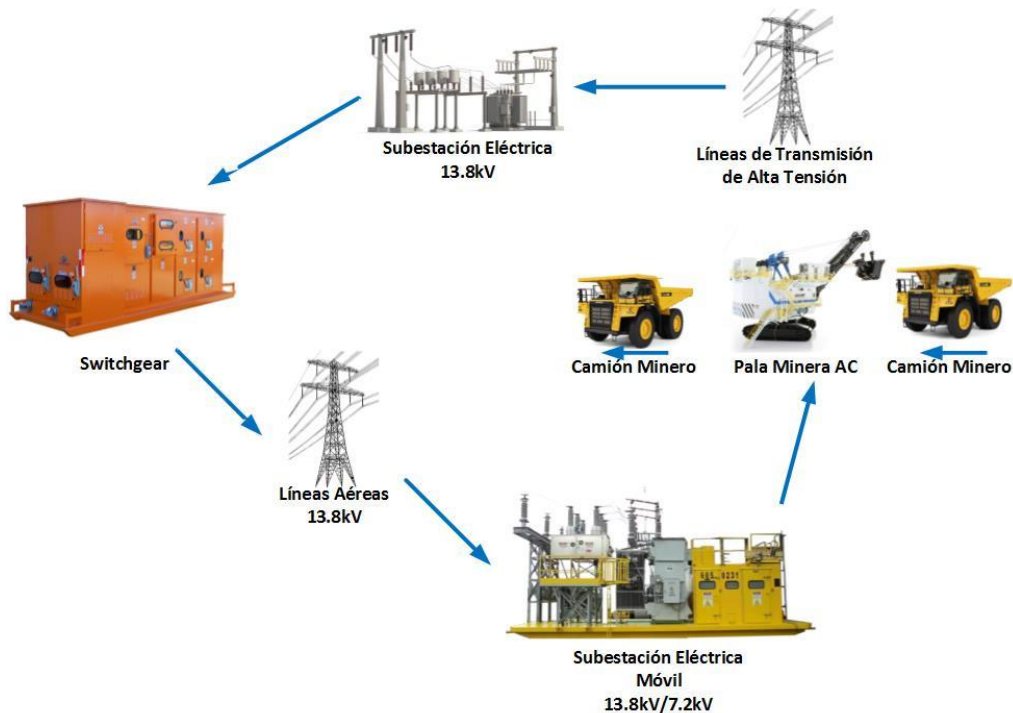 Subestación Eléctrica
13.8kV
Líneas de Transmisión
de Alta Tensión
Switchgear
Camión Minero
Pala Minera AC
Camión Minero
Líneas Aéreas
13.8kV
Subestación Eléctrica
Móvil
13.8kV/7.2kV